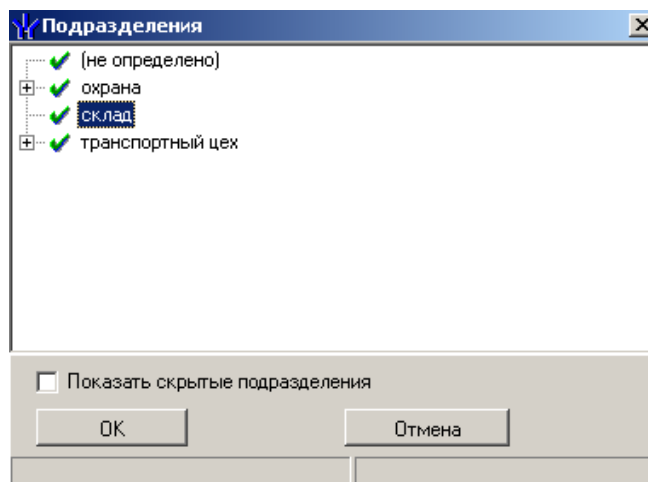 Подразделения
(не определено)
охрана
склад
транспортный цех
Показать скрытые подразделения
OK
Отмена